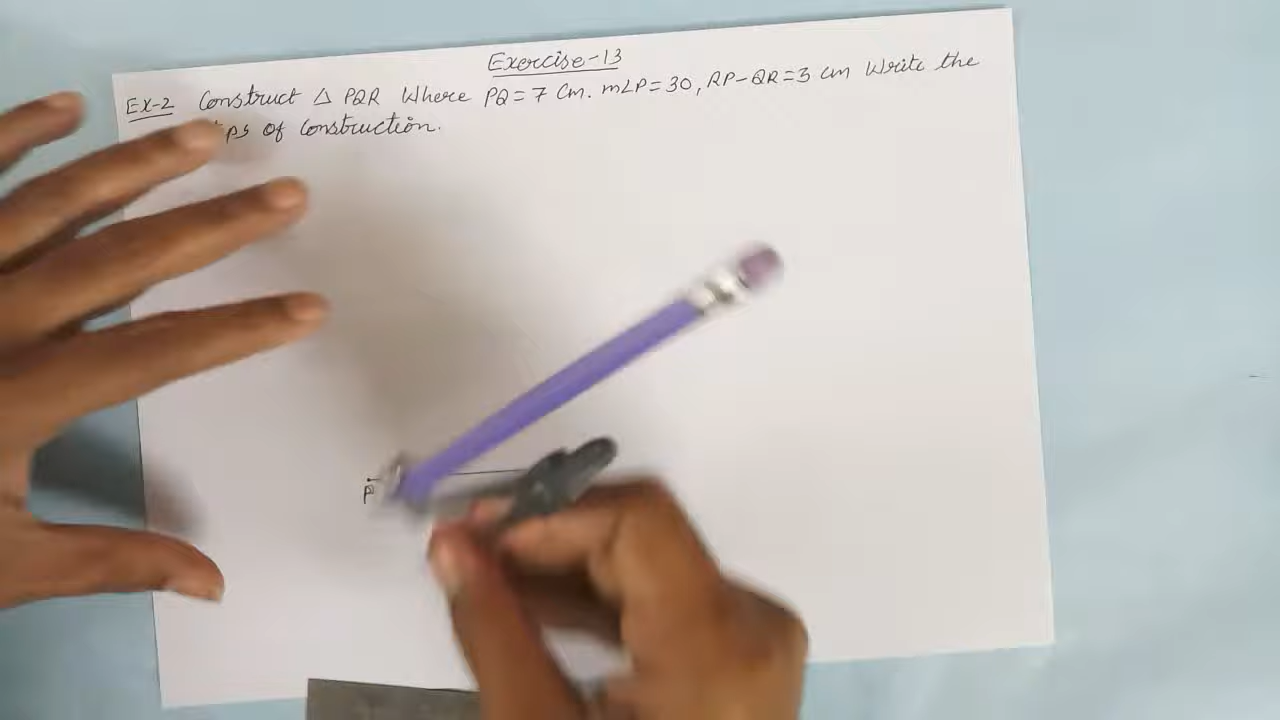 Exercise-13
Ex-2 Construct △ PQR Where PQ = 7 Cm. m∠P = 30, RP-QR = 3 cm Write the
of Construction.
P